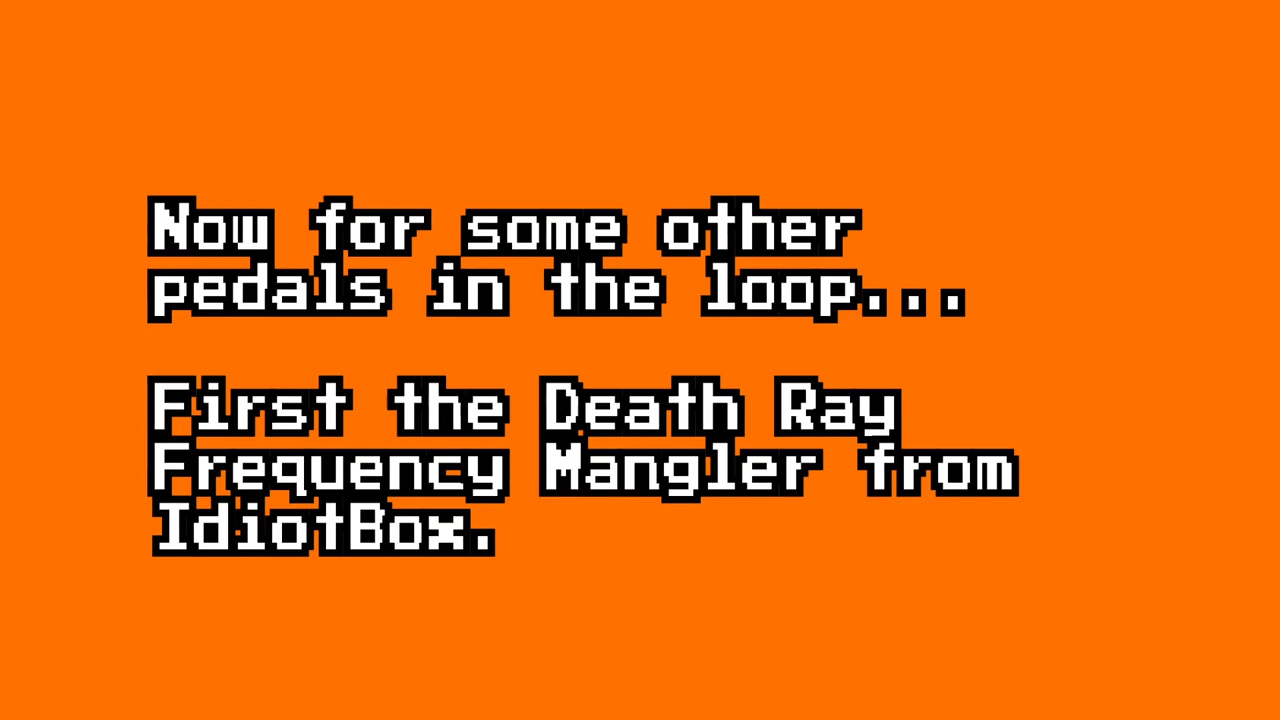 Now for some other
pedals in the loop...
First the Death Ray
Frequency Mangler from
IdiotBox.